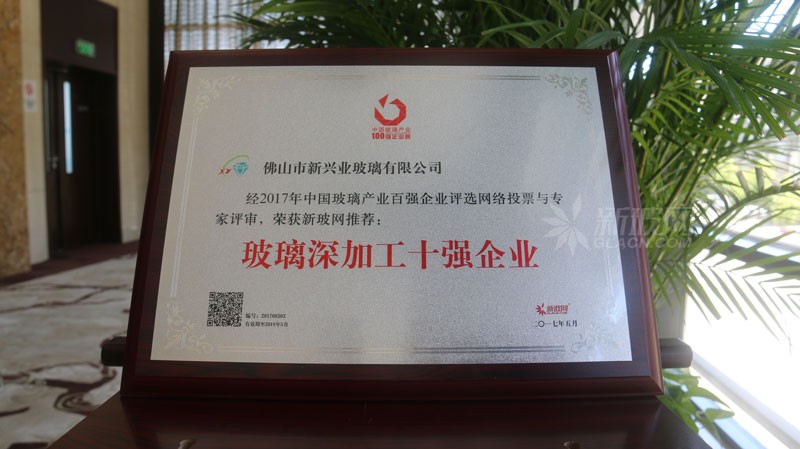 中国玻璃产业
100强企业榜
XY
佛山市新兴业玻璃有限公司
经2017年中国玻璃产业百强企业评选网络投票与专
家评审，荣获新玻网推荐：
玻璃深加工十强企业
新玻网
GLACN.COM
新玻网
二〇一七年五月